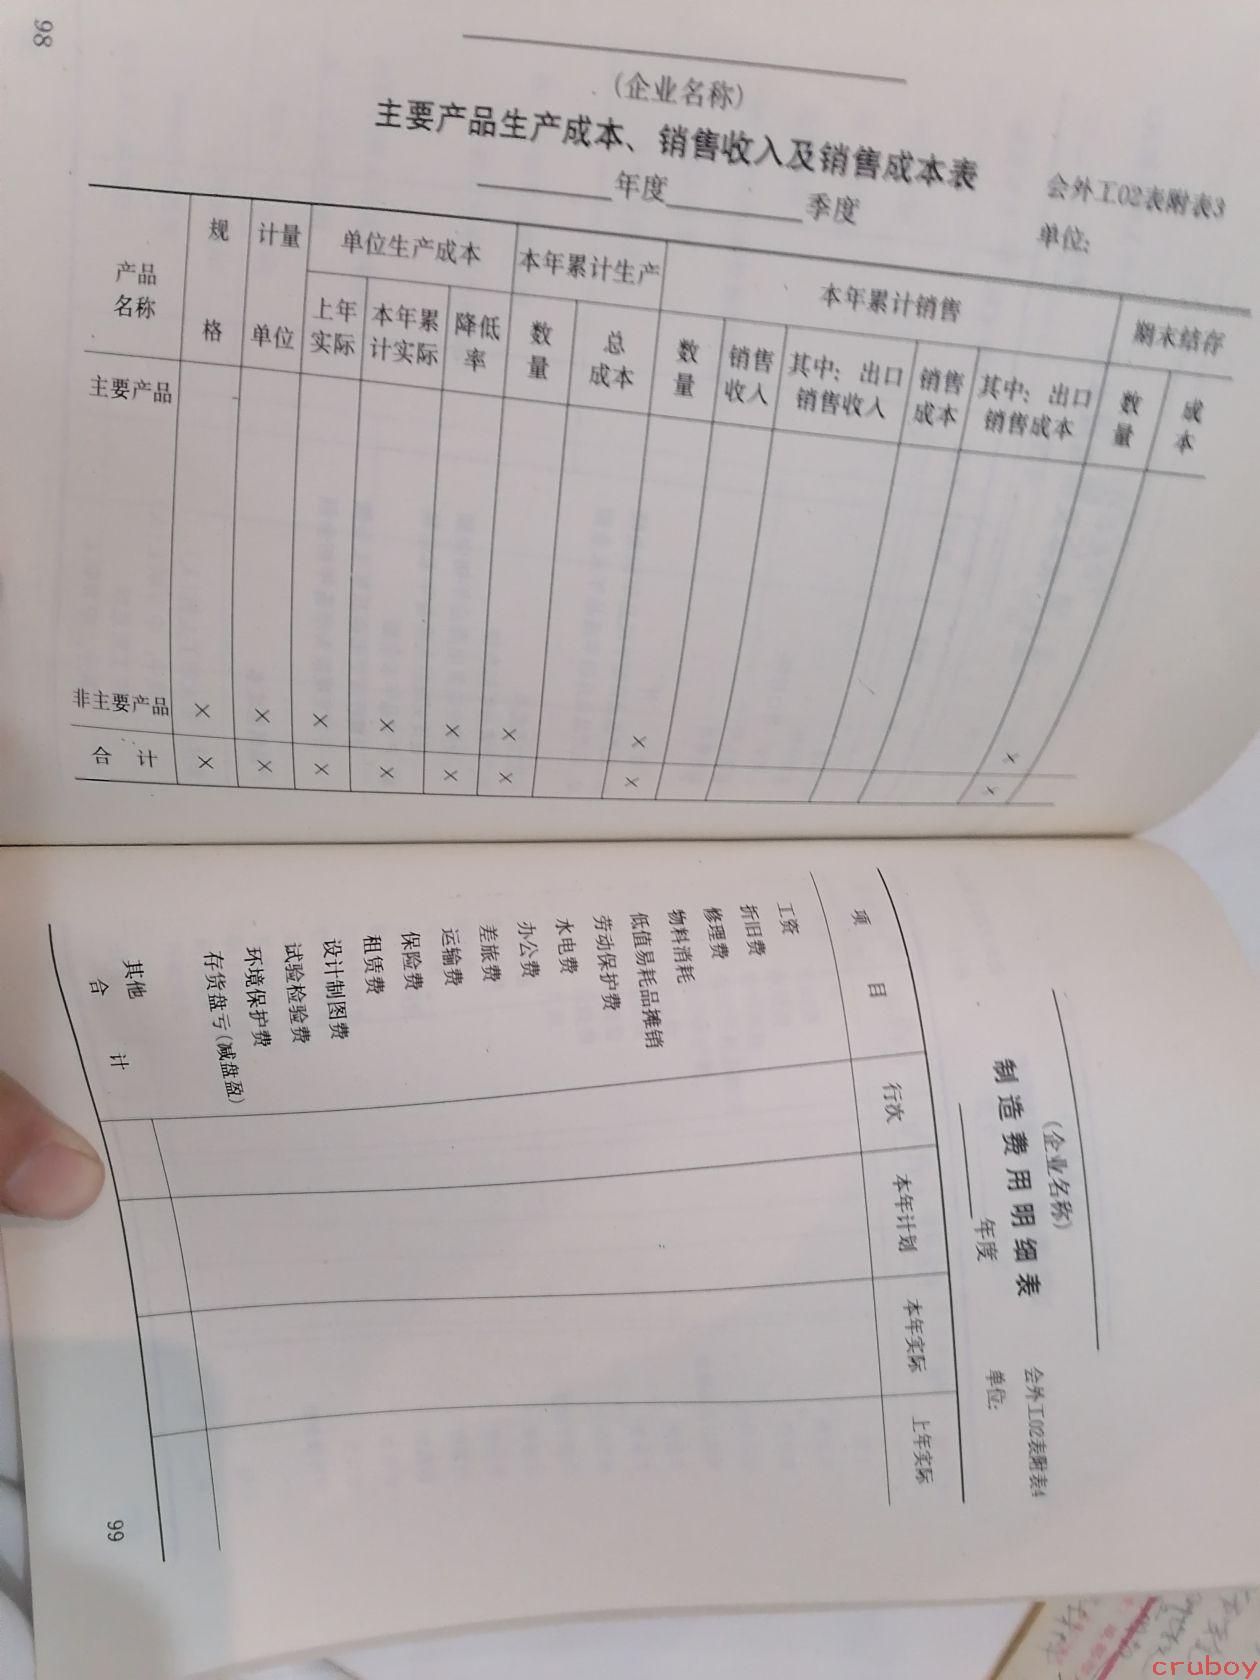 98
(企业名称)
主要产品生产成本、销售收入及销售成本表
会外工02表附表3
年度 季度
单位:
产品名称 规格 计量单位 单位生产成本 本年累计生产 本年累计销售 期末结存
上年实际 本年累计实际 降低率 数量 总成本 数量 销售收入 其中:出口销售收入 销售成本 其中:出口销售成本 数量 成本
主要产品
非主要产品 × × × × × × × ×
合 计 × × × × × × × ×
(企业名称)
制造费用明细表
会外工02表附表4
年度
单位:
项 目 行次 本年计划 本年实际 上年实际
工资
折旧费
修理费
物料消耗
低值易耗品摊销
劳动保护费
水电费
办公费
差旅费
运输费
保险费
租赁费
设计制图费
试验检验费
环境保护费
存货盘亏(减盘盈)
其他
合 计
99
cruboy